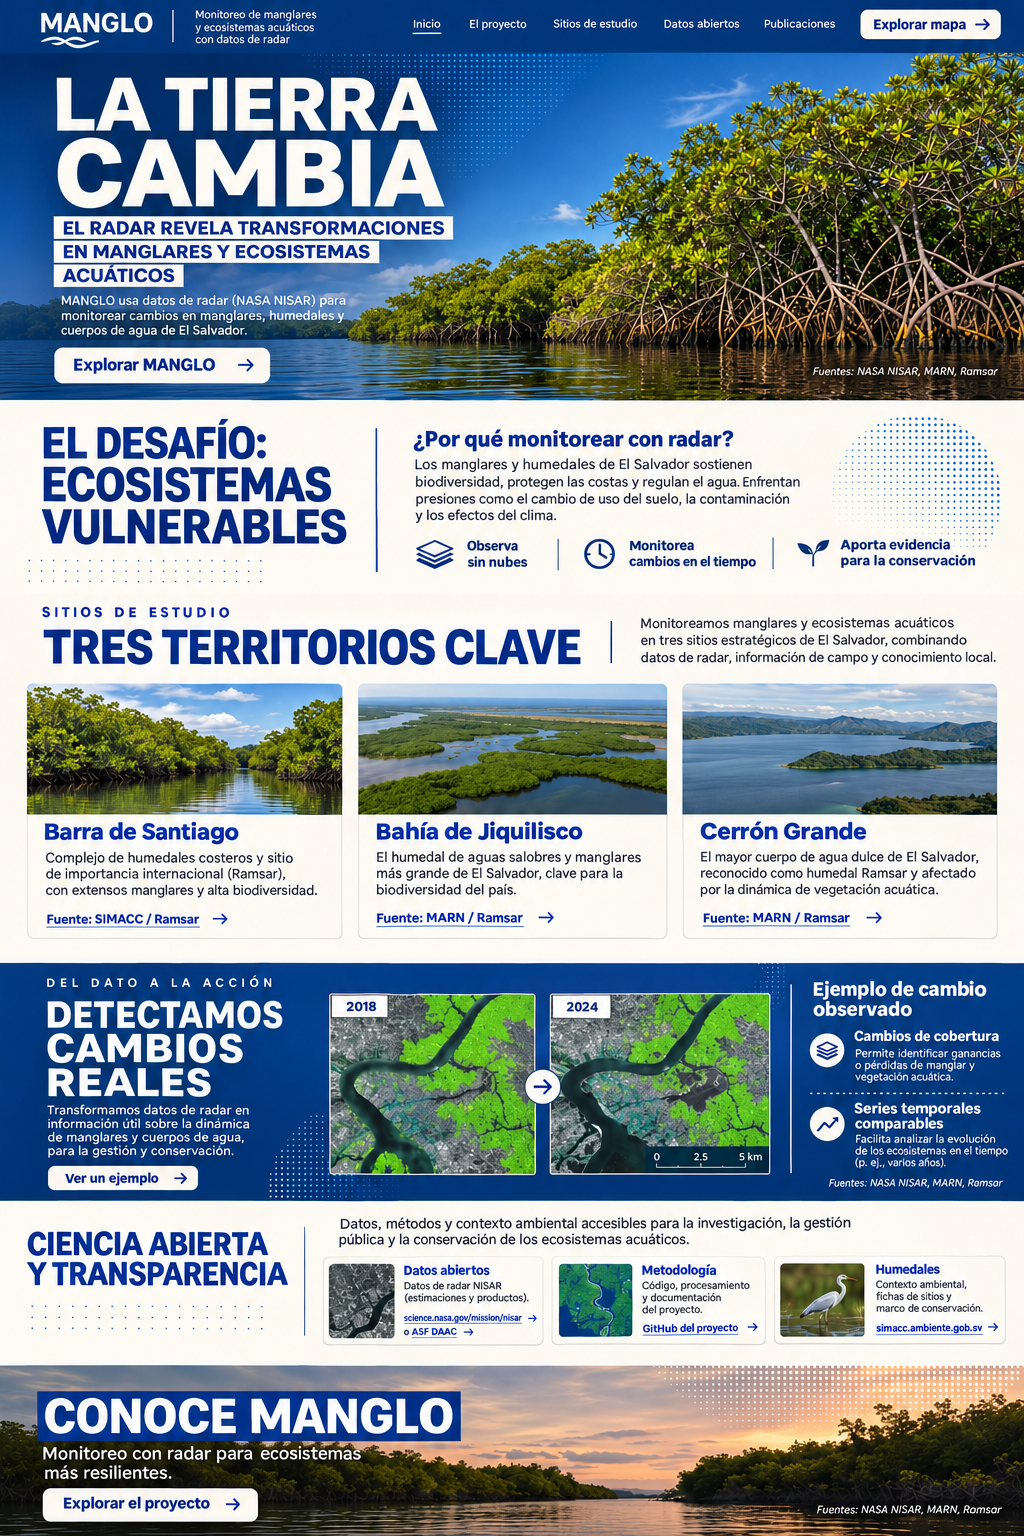 MANGLO
Monitoreo de manglares
y ecosistemas acuáticos
con datos de radar
Inicio
El proyecto
Sitios de estudio
Datos abiertos
Publicaciones
Explorar mapa →
LA TIERRA
CAMBIA
EL RADAR REVELA TRANSFORMACIONES
EN MANGLARES Y ECOSISTEMAS
ACUÁTICOS
MANGLO usa datos de radar (NASA NISAR) para
monitorear cambios en manglares, humedales y
cuerpos de agua de El Salvador.
Explorar MANGLO →
Fuentes: NASA NISAR, MARN, Ramsar
EL DESAFÍO:
ECOSISTEMAS
VULNERABLES
¿Por qué monitorear con radar?
Los manglares y humedales de El Salvador sostienen
biodiversidad, protegen las costas y regulan el agua. Enfrentan
presiones como el cambio de uso del suelo, la contaminación
y los efectos del clima.
Observa
sin nubes
Monitorea
cambios en el tiempo
Aporta evidencia
para la conservación
SITIOS DE ESTUDIO
TRES TERRITORIOS CLAVE
Monitoreamos manglares y ecosistemas acuáticos
en tres sitios estratégicos de El Salvador, combinando
datos de radar, información de campo y conocimiento local.
Barra de Santiago
Complejo de humedales costeros y sitio
de importancia internacional (Ramsar),
con extensos manglares y alta biodiversidad.
Fuente: SIMACC / Ramsar →
Bahía de Jiquilisco
El humedal de aguas salobres y manglares
más grande de El Salvador, clave para la
biodiversidad del país.
Fuente: MARN / Ramsar →
Cerrón Grande
El mayor cuerpo de agua dulce de El Salvador,
reconocido como humedal Ramsar y afectado
por la dinámica de vegetación acuática.
Fuente: MARN / Ramsar →
DEL DATO A LA ACCIÓN
DETECTAMOS
CAMBIOS
REALES
Transformamos datos de radar en
información útil sobre la dinámica
de manglares y cuerpos de agua,
para la gestión y conservación.
Ver un ejemplo →
2018
2024
0 2.5 5 km
Ejemplo de cambio
observado
Cambios de cobertura
Permite identificar ganancias
o pérdidas de manglar y
vegetación acuática.
Series temporales
comparables
Facilita analizar la evolución
de los ecosistemas en el tiempo
(p. ej., varios años).
Fuentes: NASA NISAR, MARN, Ramsar
CIENCIA ABIERTA
Y TRANSPARENCIA
Datos, métodos y contexto ambiental accesibles para la investigación, la gestión
pública y la conservación de los ecosistemas acuáticos.
Datos abiertos
Datos de radar NISAR
(estimaciones y productos).
science.nasa.gov/mission/nisar →
o ASF DAAC →
Metodología
Código, procesamiento
y documentación
del proyecto.
GitHub del proyecto →
Humedales
Contexto ambiental,
fichas de sitios y
marco de conservación.
simacc.ambiente.gob.sv →
CONOCE MANGLO
Monitoreo con radar para ecosistemas
más resilientes.
Explorar el proyecto →
Fuentes: NASA NISAR, MARN, Ramsar